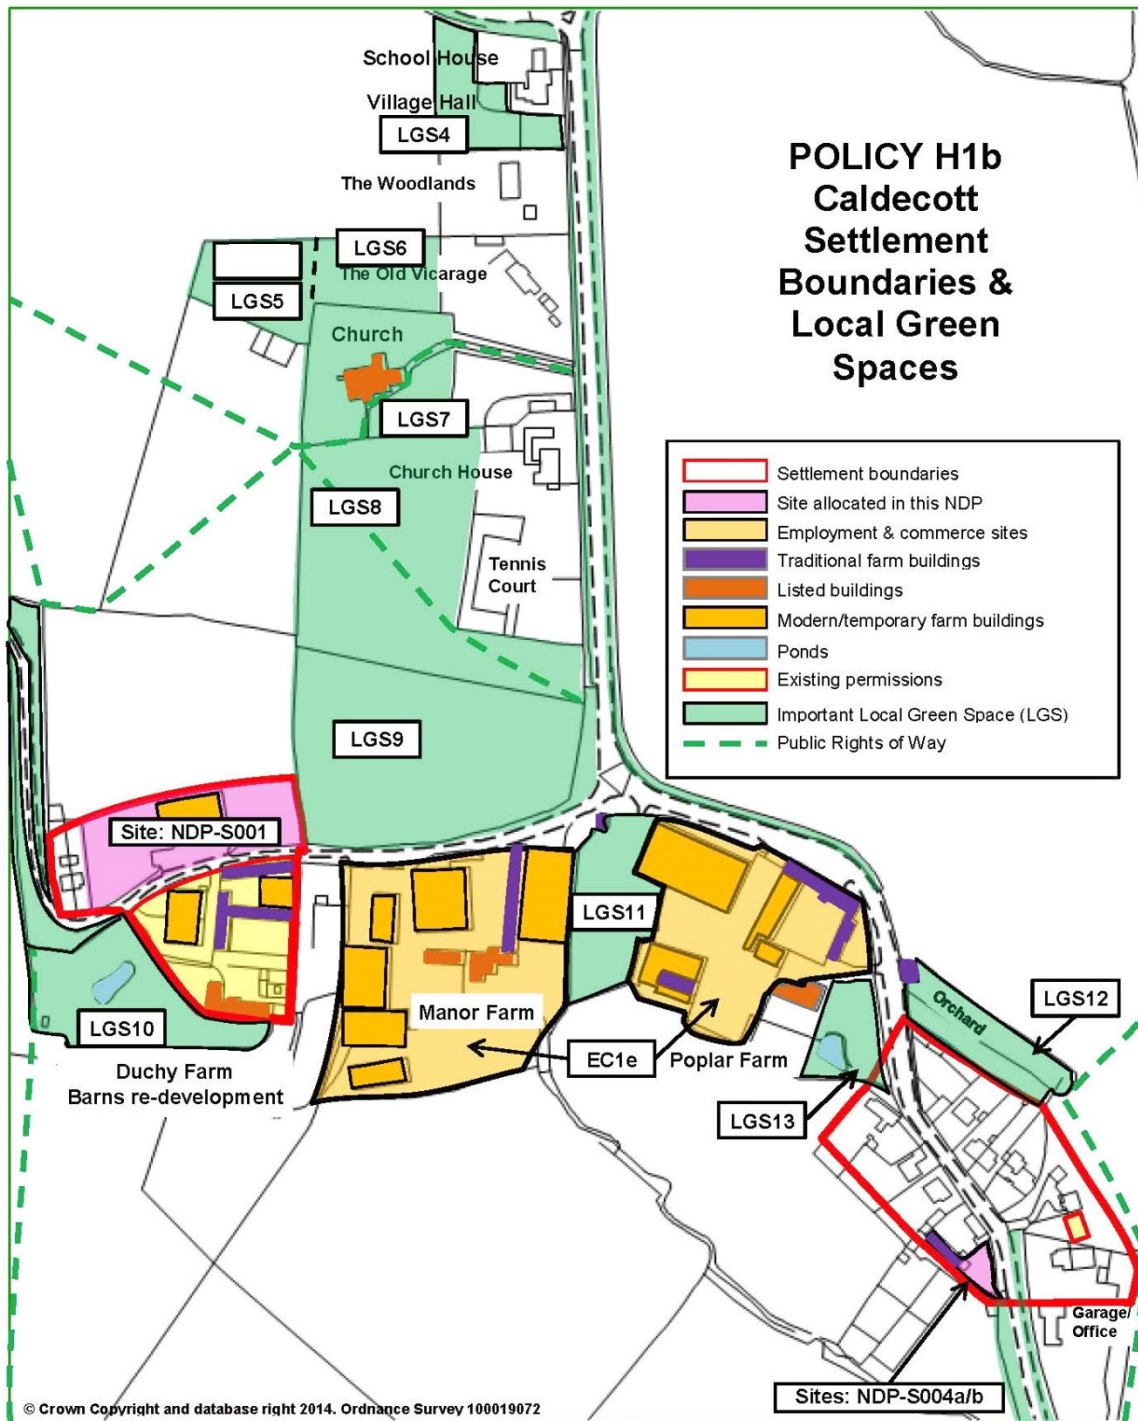 School House
Village Hall
LGS4
The Woodlands
LGS6
The Old Vicarage
LGS5
Church
LGS7
Church House
LGS8
Tennis
Court
LGS9
POLICY H1b
Caldecott
Settlement
Boundaries &
Local Green
Spaces
Settlement boundaries
Site allocated in this NDP
Employment & commerce sites
Traditional farm buildings
Listed buildings
Modern/temporary farm buildings
Ponds
Existing permissions
Important Local Green Space (LGS)
Public Rights of Way
Site: NDP-S001
LGS11
LGS10
Manor Farm
EC1e
Poplar Farm
Duchy Farm
Barns re-development
Orchard
LGS12
LGS13
Garage/
Office
Sites: NDP-S004a/b
© Crown Copyright and database right 2014. Ordnance Survey 100019072